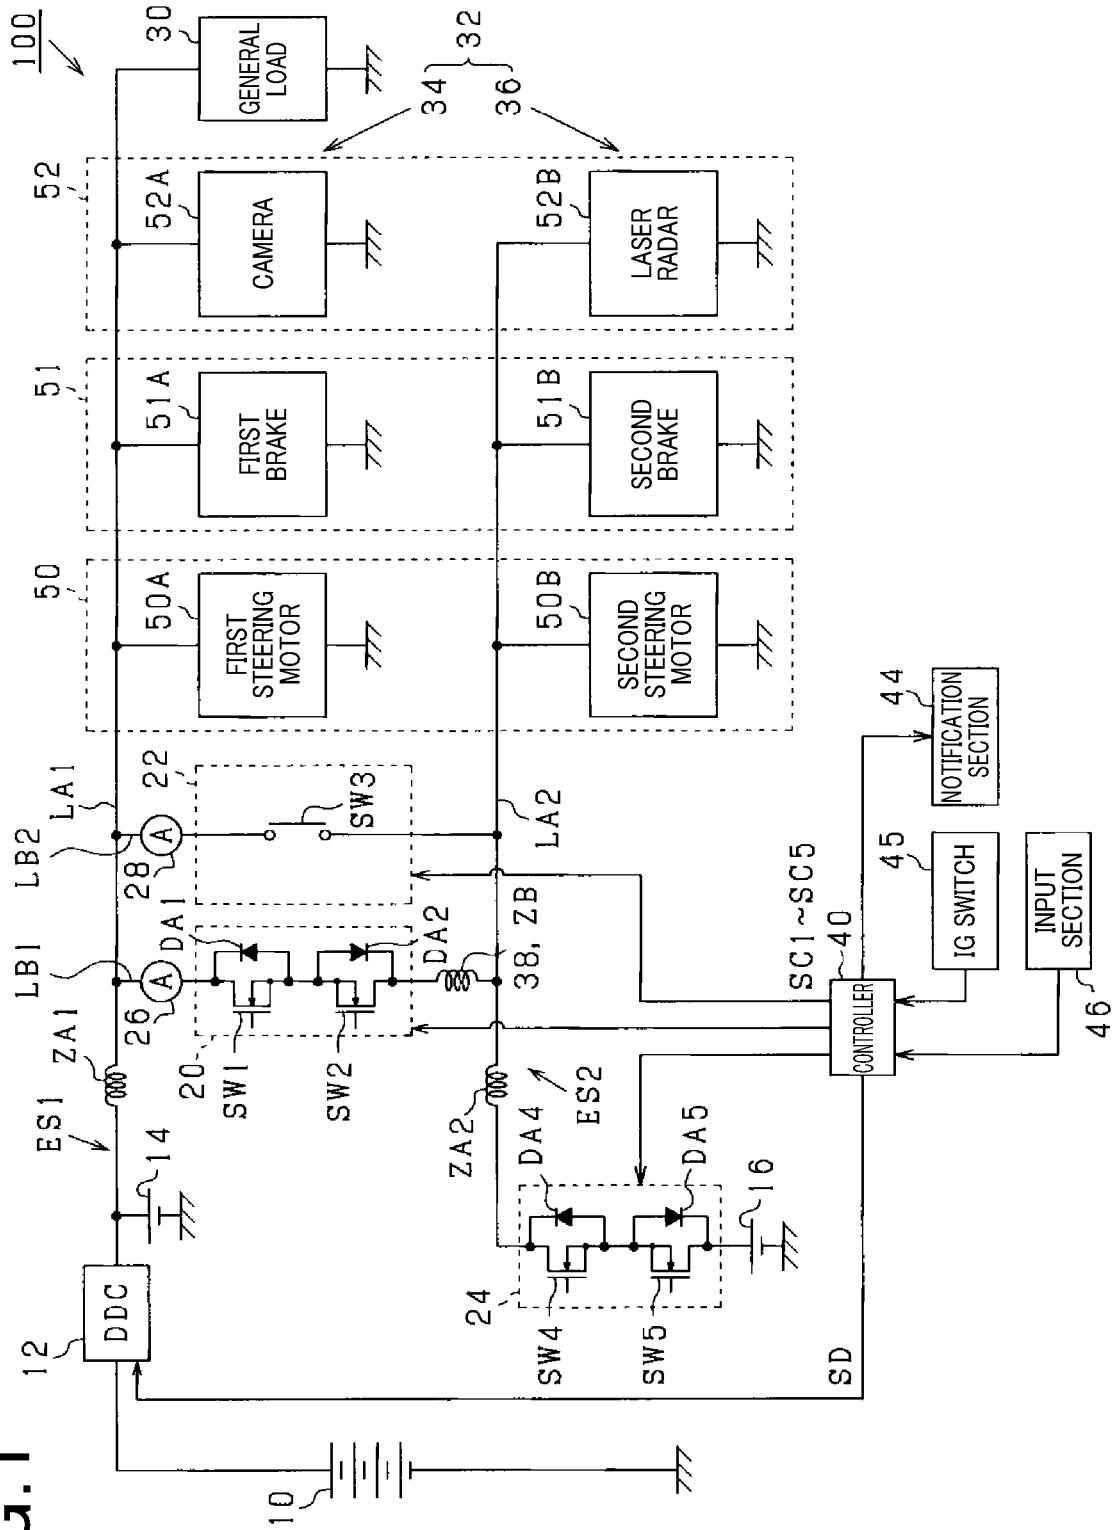 100
30
GENERAL
LOAD
32
34
36
52
52A
CAMERA
52B
LASER
RADAR
51
51A
FIRST
BRAKE
51B
SECOND
BRAKE
50
50A
FIRST
STEERING
MOTOR
50B
SECOND
STEERING
MOTOR
LA1
LB2
A
28
22
SW3
LA2
LB1
A
26
DA1
DA2
20
SW1
SW2
38, ZB
ZA1
ES1
ZA2
ES2
14
12
DDC
10
24
DA4
DA5
SW4
SW5
16
SD
SC1~SC5
40
CONTROLLER
44
NOTIFICATION
SECTION
45
IG SWITCH
INPUT
SECTION
46